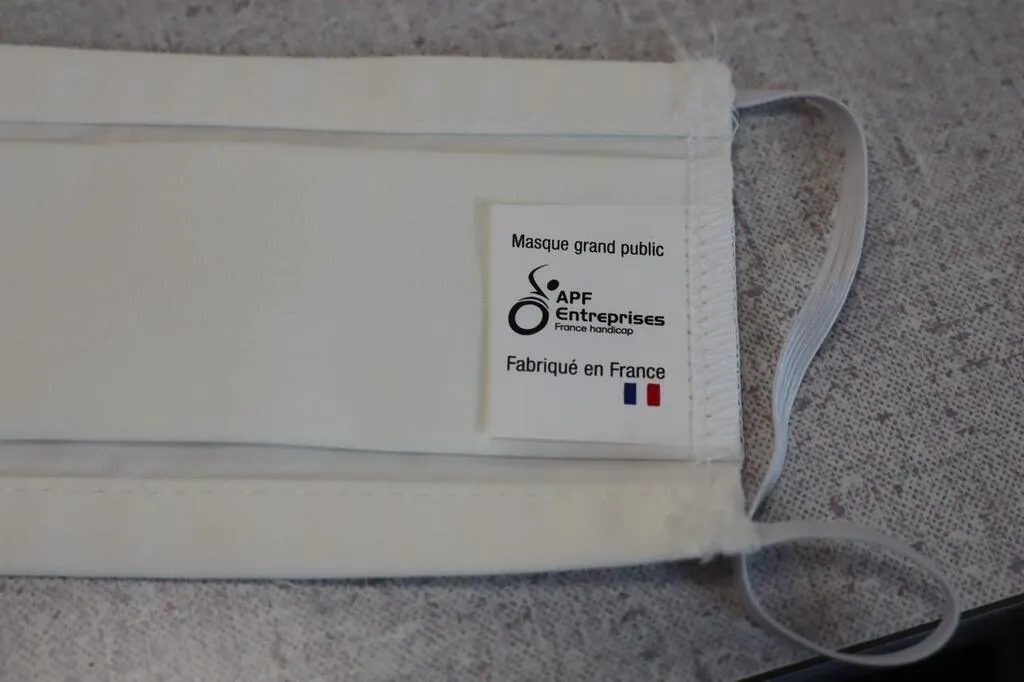 Masque grand public
APF
Entreprises
France handicap
Fabriqué en France